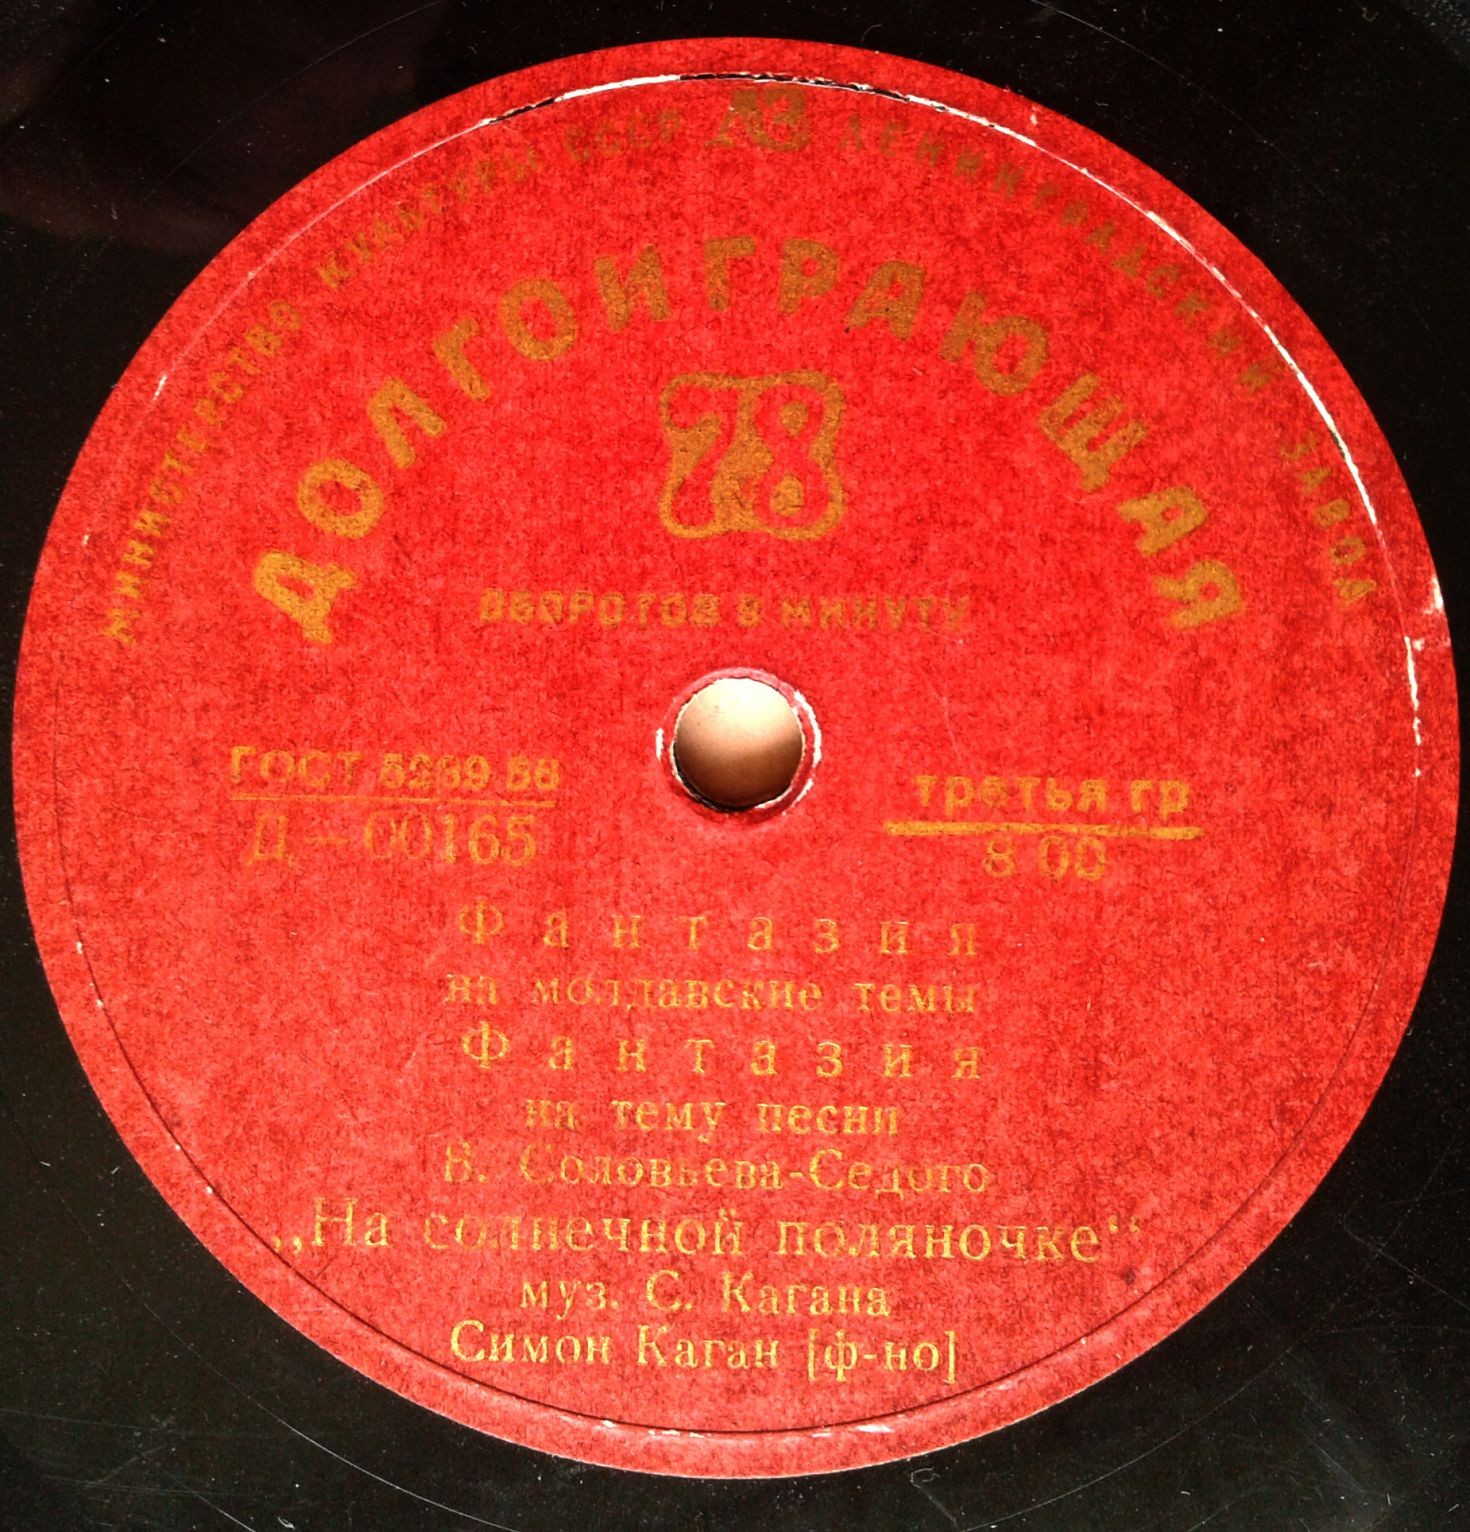 МИНИСТЕРСТВО КУЛЬТУРЫ СССР ЛЗ ЛЕНИНГРАДСКИЙ ЗАВОД
ДОЛГОИГРАЮЩАЯ
78
ОБОРОТОВ В МИНУТУ
ГОСТ 5289.56
Д-00165
третья гр
8 00
Фантазия
на молдавские темы
Фантазия
на тему песни
В. Соловьева-Седого
„На солнечной поляночке“
муз. С. Кагана
Симон Каган [ф-но]